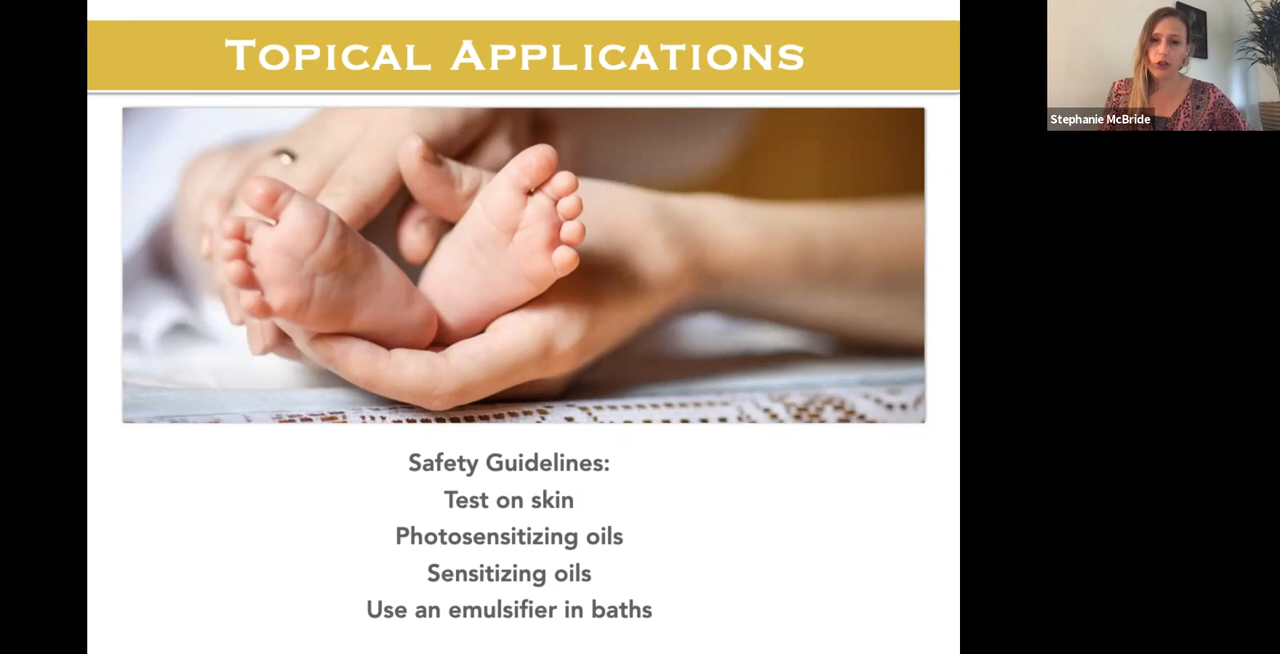 Topical Applications
Stephanie McBride
Safety Guidelines:
Test on skin
Photosensitizing oils
Sensitizing oils
Use an emulsifier in baths